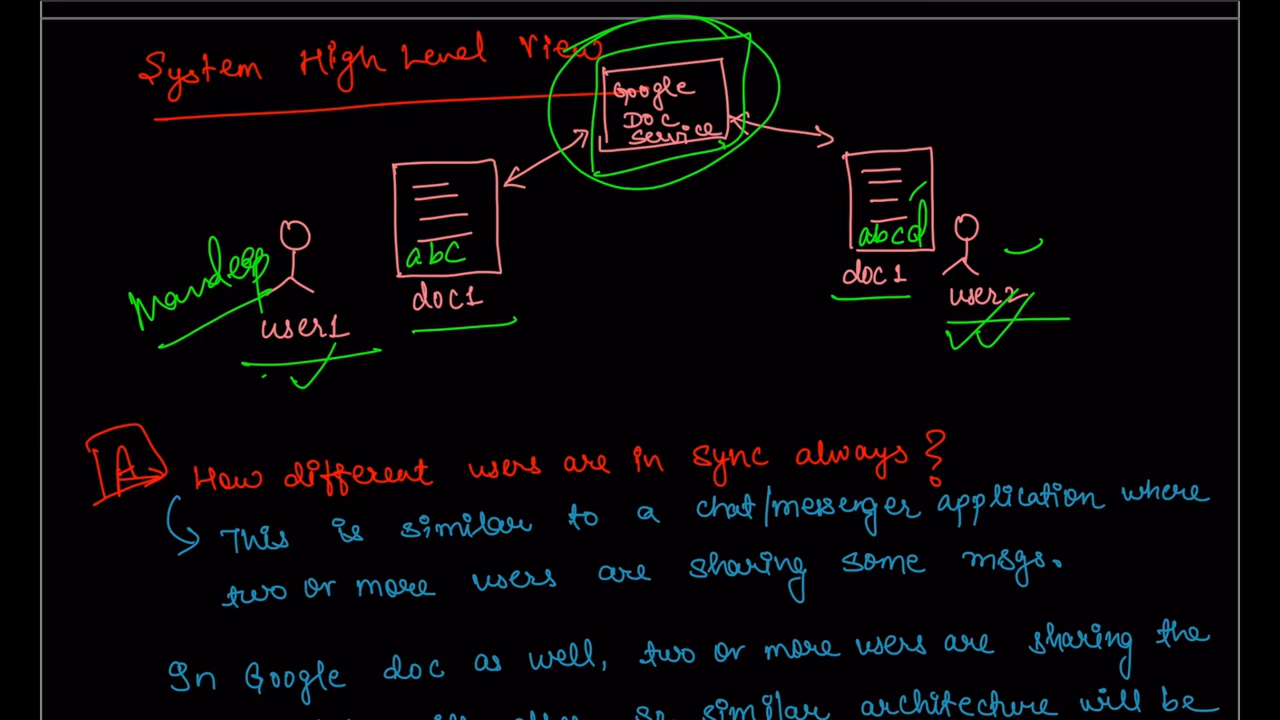 System High Level View
Google
DOC
Service
abc
abcd
doc1
doc1
user1
user2
A
How different users are in sync always?
This is similar to a chat/messenger application where
two or more users are sharing some msgs.
In Google doc as well, two or more users are sharing the
so similar architecture will be